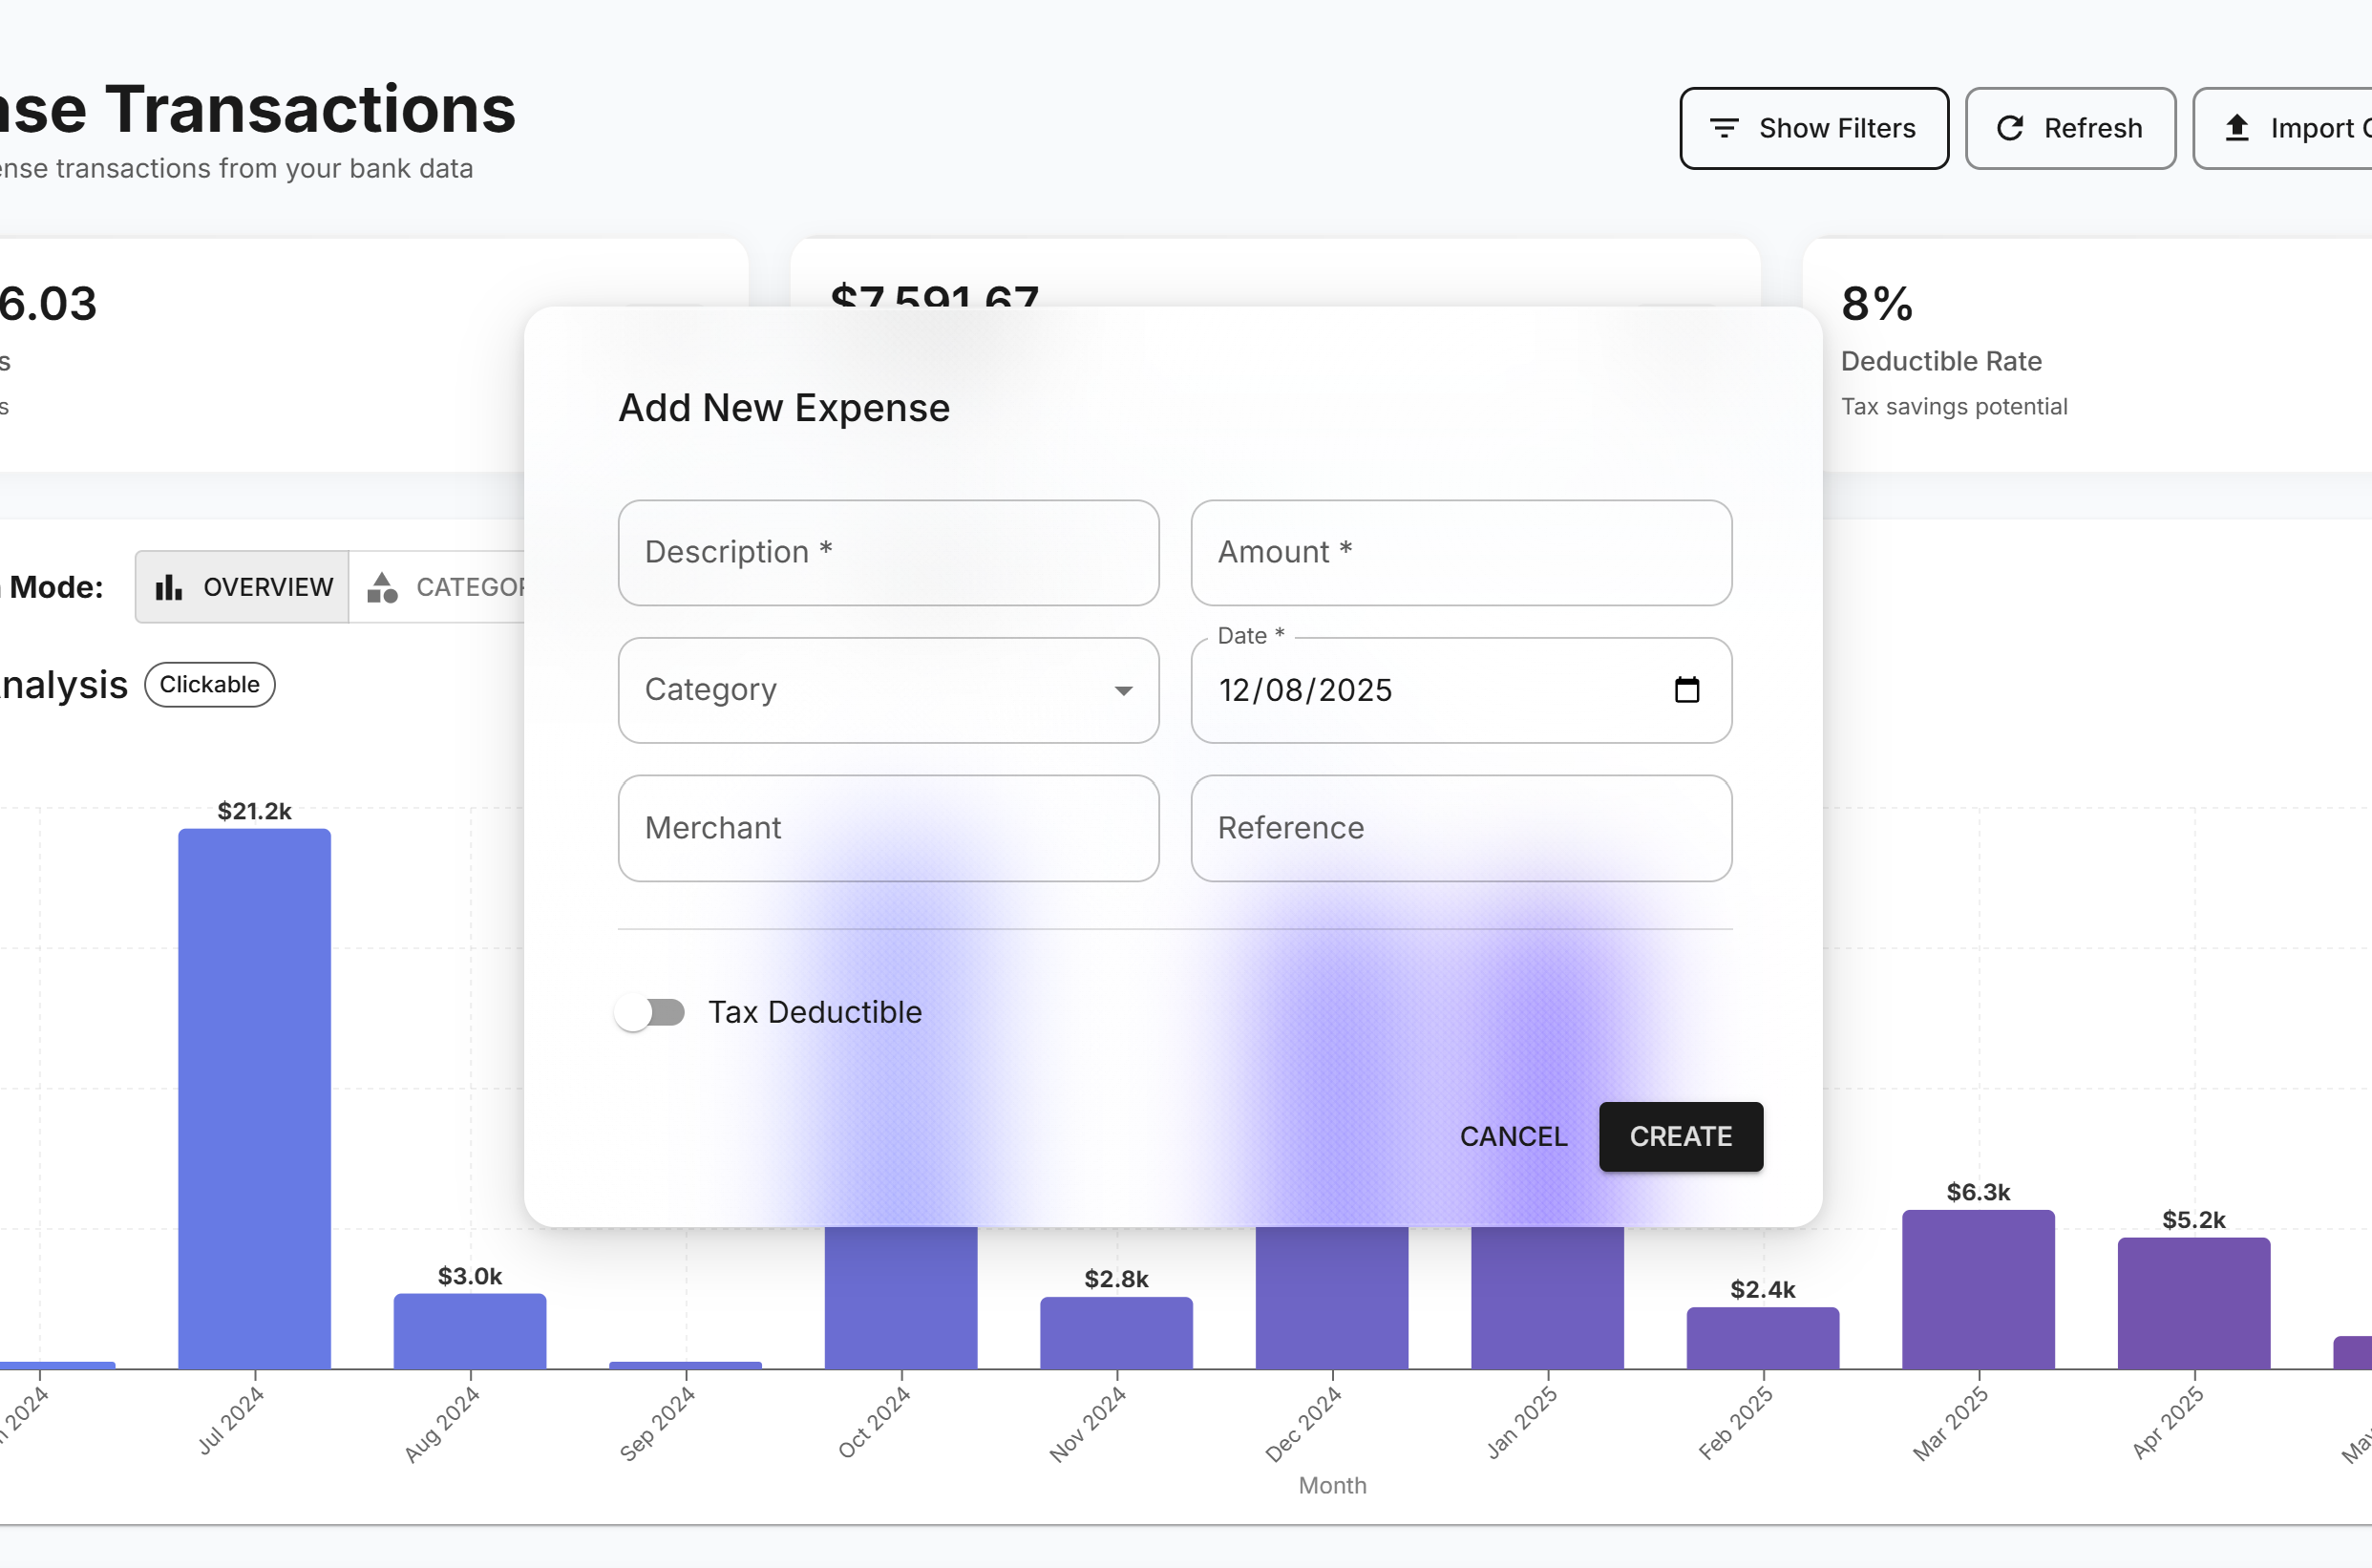 nse Transactions
ense transactions from your bank data
Show Filters
Refresh
Import
6.03
s
s
$7,591.67
8%
Deductible Rate
Tax savings potential
Mode:
OVERVIEW
CATEGOR
nalysis
Clickable
Add New Expense
Description *
Amount *
Category
Date *
12/08/2025
Merchant
Reference
Tax Deductible
CANCEL
CREATE
$21.2k
$3.0k
$2.8k
$2.4k
$6.3k
$5.2k
2024
Jul 2024
Aug 2024
Sep 2024
Oct 2024
Nov 2024
Dec 2024
Jan 2025
Feb 2025
Mar 2025
Apr 2025
May
Month